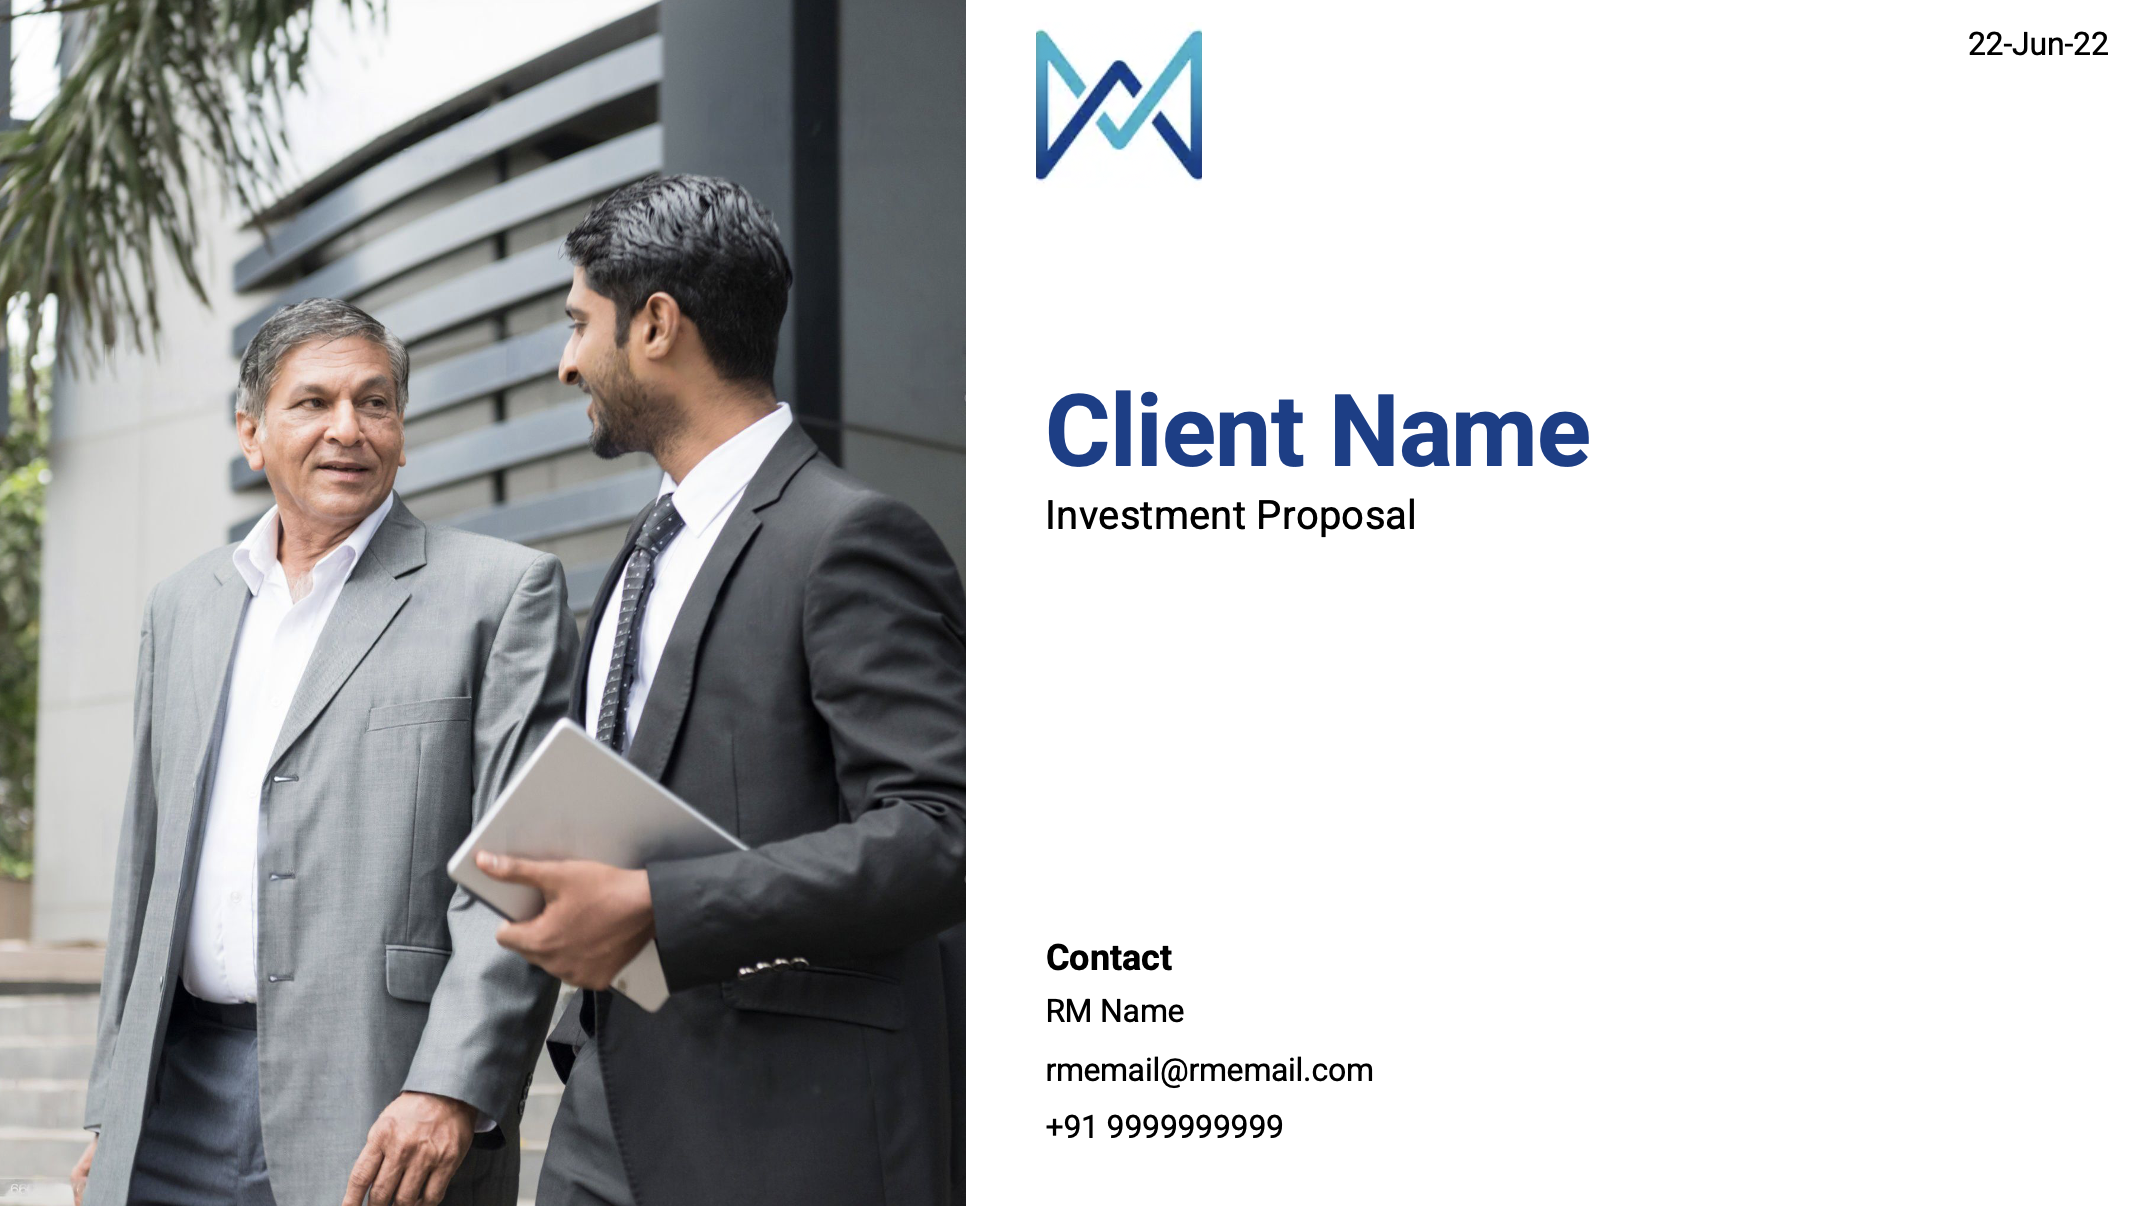 22-Jun-22
Client Name
Investment Proposal
Contact
RM Name
rmemail@rmemail.com
+91 9999999999